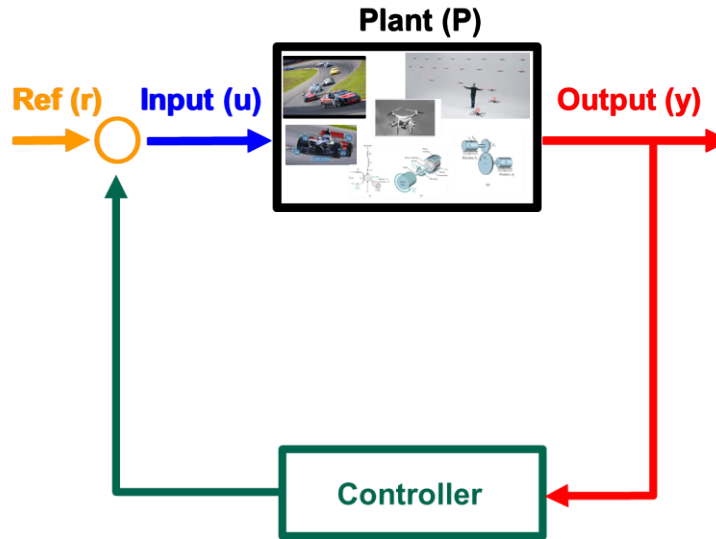 Plant (P)
Ref (r)
Input (u)
Output (y)
Controller